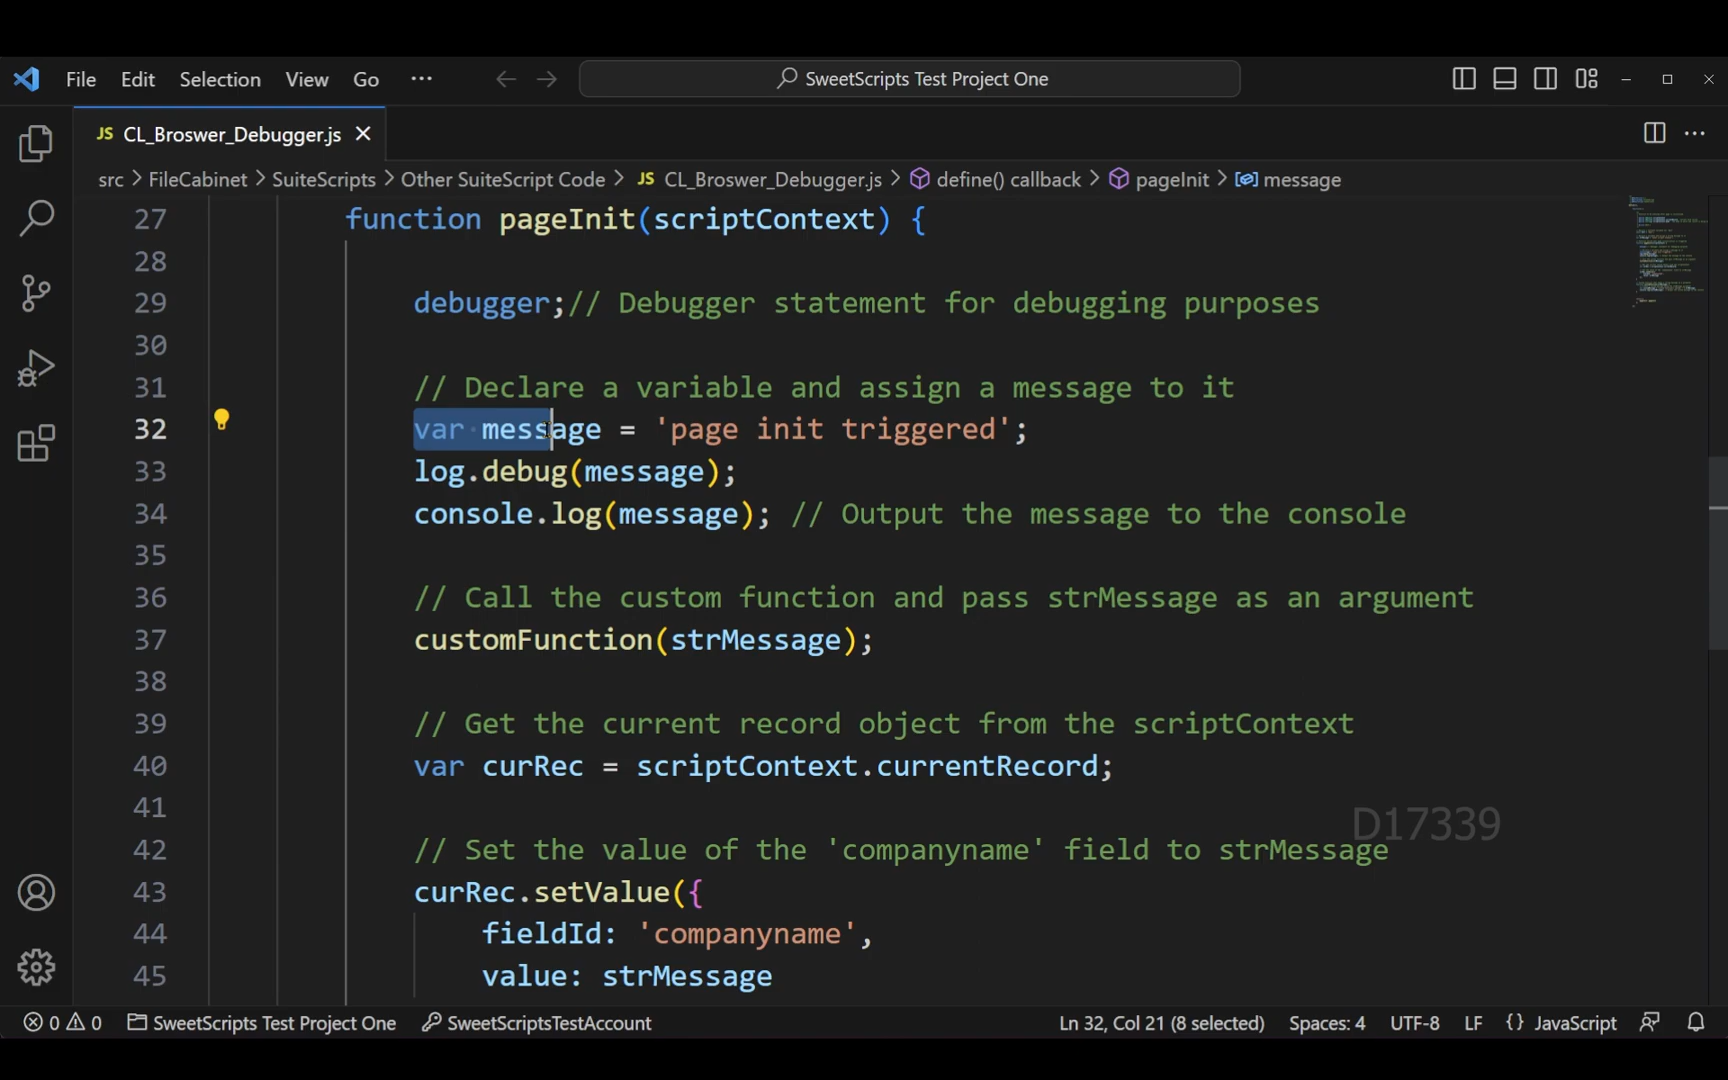 File Edit Selection View Go ··· SweetScripts Test Project One
JS CL_Broswer_Debugger.js
src > FileCabinet > SuiteScripts > Other SuiteScript Code > JS CL_Broswer_Debugger.js > define() callback > pageInit > message
27 function pageInit(scriptContext) {
28
29 debugger;// Debugger statement for debugging purposes
30
31 // Declare a variable and assign a message to it
32 var message = 'page init triggered';
33 log.debug(message);
34 console.log(message); // Output the message to the console
35
36 // Call the custom function and pass strMessage as an argument
37 customFunction(strMessage);
38
39 // Get the current record object from the scriptContext
40 var curRec = scriptContext.currentRecord;
41
D17339
42 // Set the value of the 'companyname' field to strMessage
43 curRec.setValue({
44 fieldId: 'companyname',
45 value: strMessage
0 0 SweetScripts Test Project One SweetScriptsTestAccount Ln 32, Col 21 (8 selected) Spaces: 4 UTF-8 LF {} JavaScript